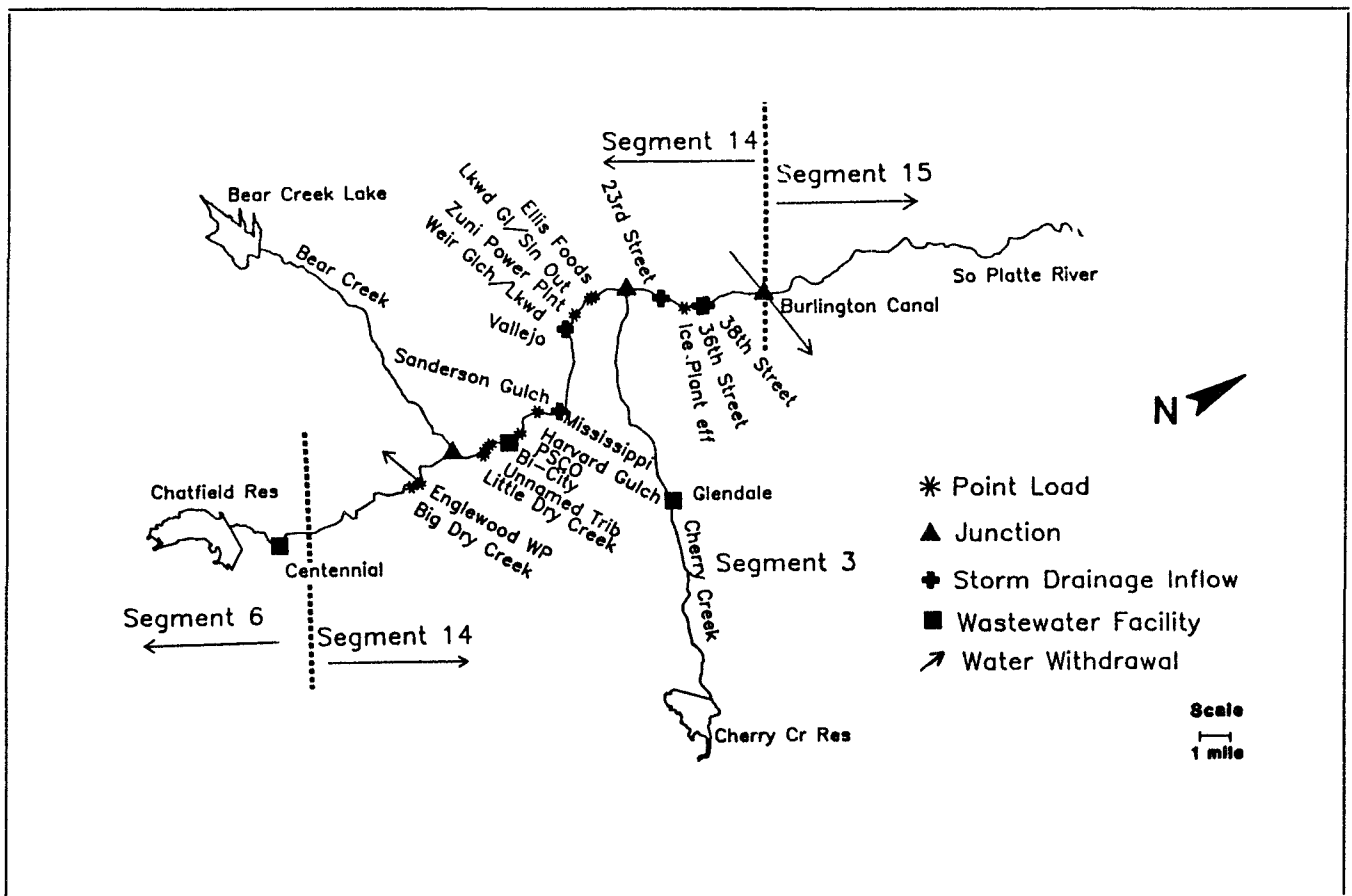 Segment 14
Segment 15
Bear Creek Lake
Bear Creek
Ellis Foods
Lkwd Gl/Sln Out
Zuni Power Plnt
Weir Glch/Lkwd
Vallejo
23rd Street
So Platte River
Burlington Canal
38th Street
36th Street
Ice Plant eff
Sanderson Gulch
Mississippi
Harvard Gulch
PSCO
Bi-City
Unnamed Trib
Little Dry Creek
N
Chatfield Res
Englewood WP
Big Dry Creek
Glendale
Cherry Creek
Segment 3
Centennial
Segment 6
Segment 14
Cherry Cr Res
Point Load
Junction
Storm Drainage Inflow
Wastewater Facility
Water Withdrawal
Scale
1 mile